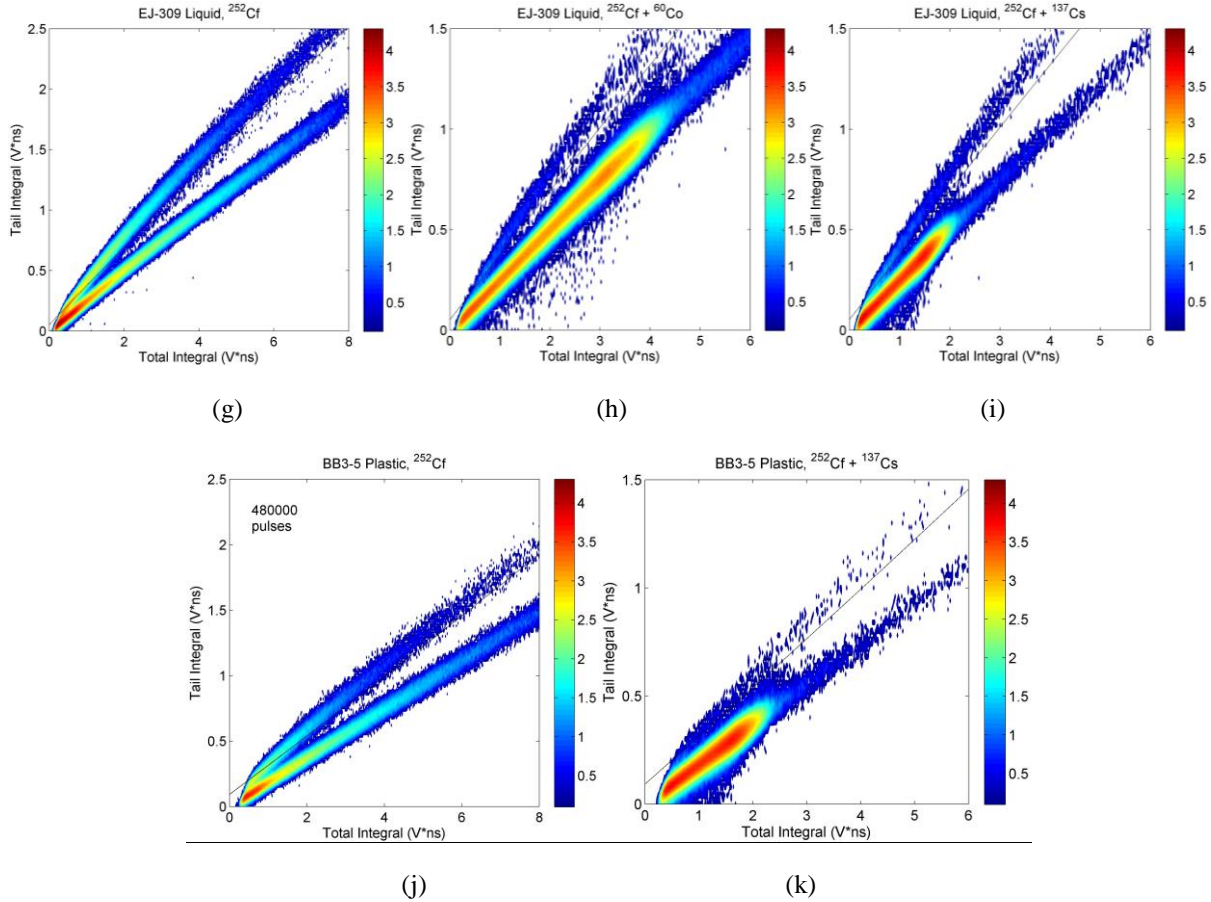 EJ-309 Liquid, ²⁵²Cf
2.5
2
1.5
1
0.5
0
Tail Integral (V*ns)
0 2 4 6 8
Total Integral (V*ns)
4
3.5
3
2.5
2
1.5
1
0.5
(g)
EJ-309 Liquid, ²⁵²Cf + ⁶⁰Co
1.5
1
0.5
0
Tail Integral (V*ns)
0 1 2 3 4 5 6
Total Integral (V*ns)
4
3.5
3
2.5
2
1.5
1
0.5
(h)
EJ-309 Liquid, ²⁵²Cf + ¹³⁷Cs
1.5
1
0.5
0
Tail Integral (V*ns)
0 1 2 3 4 5 6
Total Integral (V*ns)
4
3.5
3
2.5
2
1.5
1
0.5
(i)
BB3-5 Plastic, ²⁵²Cf
480000
pulses
2.5
2
1.5
1
0.5
0
Tail Integral (V*ns)
0 2 4 6 8
Total Integral (V*ns)
4
3.5
3
2.5
2
1.5
1
0.5
(j)
BB3-5 Plastic, ²⁵²Cf + ¹³⁷Cs
1.5
1
0.5
0
Tail Integral (V*ns)
0 1 2 3 4 5 6
Total Integral (V*ns)
4
3.5
3
2.5
2
1.5
1
0.5
(k)